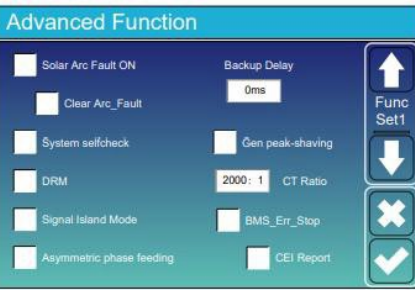 Advanced Function
Solar Arc Fault ON
Backup Delay
0ms
Clear Arc_Fault
Func
Set1
System selfcheck
Gen peak-shaving
DRM
2000: 1 CT Ratio
Signal Island Mode
BMS_Err_Stop
Asymmetric phase feeding
CEI Report